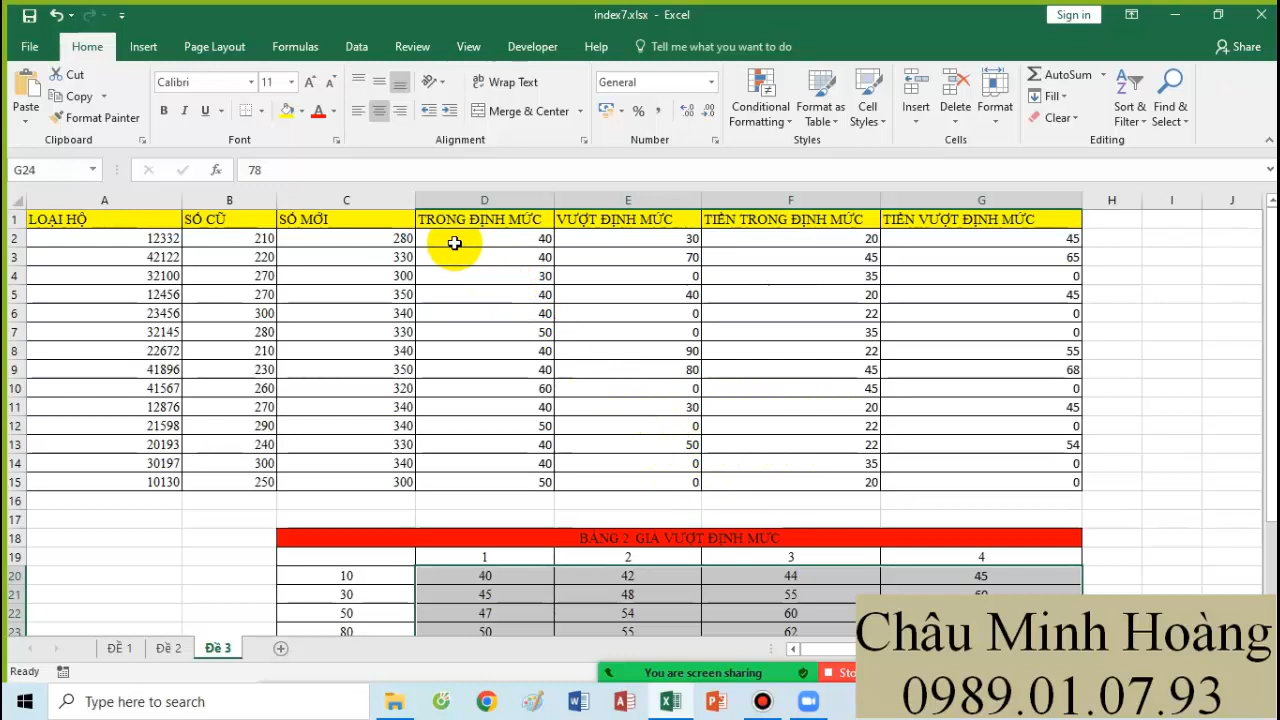 index7.xlsx - Excel
Sign in
File Home Insert Page Layout Formulas Data Review View Developer Help Tell me what you want to do Share
Paste Cut Copy Format Painter Clipboard
Calibri 11 B I U Font
Wrap Text Merge & Center Alignment
General % Number
Conditional Formatting Format as Table Cell Styles Styles
Insert Delete Format Cells
AutoSum Fill Clear Sort & Filter Find & Select Editing
G24 fx 78
A B C D E F G H I J
1 LOẠI HỘ SỐ CŨ SỐ MỚI TRONG ĐỊNH MỨC VƯỢT ĐỊNH MỨC TIỀN TRONG ĐỊNH MỨC TIỀN VƯỢT ĐỊNH MỨC
2 12332 210 280 40 30 20 45
3 42122 220 330 40 70 45 65
4 32100 270 300 30 0 35 0
5 12456 270 350 40 40 20 45
6 23456 300 340 40 0 22 0
7 32145 280 330 50 0 35 0
8 22672 210 340 40 90 22 55
9 41896 230 350 40 80 45 68
10 41567 260 320 60 0 45 0
11 12876 270 340 40 30 20 45
12 21598 290 340 50 0 22 0
13 20193 240 330 40 50 22 54
14 30197 300 340 40 0 35 0
15 10130 250 300 50 0 20 0
16
17
18 BẢNG 2 GIÁ VƯỢT ĐỊNH MỨC
19 1 2 3 4
20 10 40 42 44 45
21 30 45 48 55
22 50 47 54 60
23 80 50 55 62
ĐỀ 1 Đề 2 Đề 3
Ready
You are screen sharing
Châu Minh Hoàng
0989.01.07.93
Type here to search